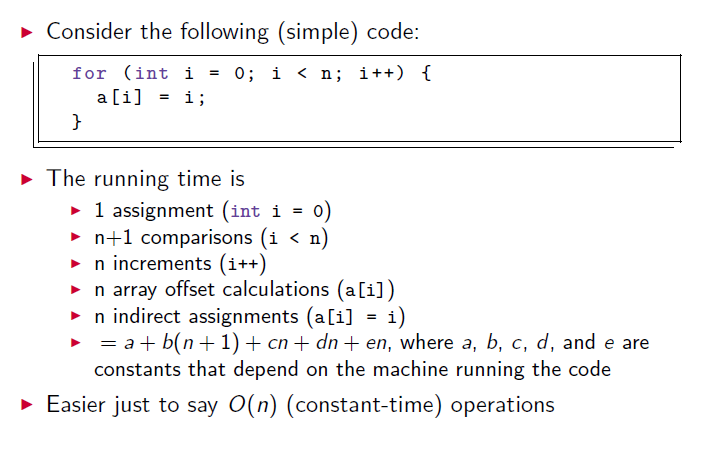 ▶ Consider the following (simple) code:
for (int i = 0; i < n; i++) {
a[i] = i;
}
▶ The running time is
▶ 1 assignment (int i = 0)
▶ n+1 comparisons (i < n)
▶ n increments (i++)
▶ n array offset calculations (a[i])
▶ n indirect assignments (a[i] = i)
▶ = a + b(n + 1) + cn + dn + en, where a, b, c, d, and e are
constants that depend on the machine running the code
▶ Easier just to say O(n) (constant-time) operations